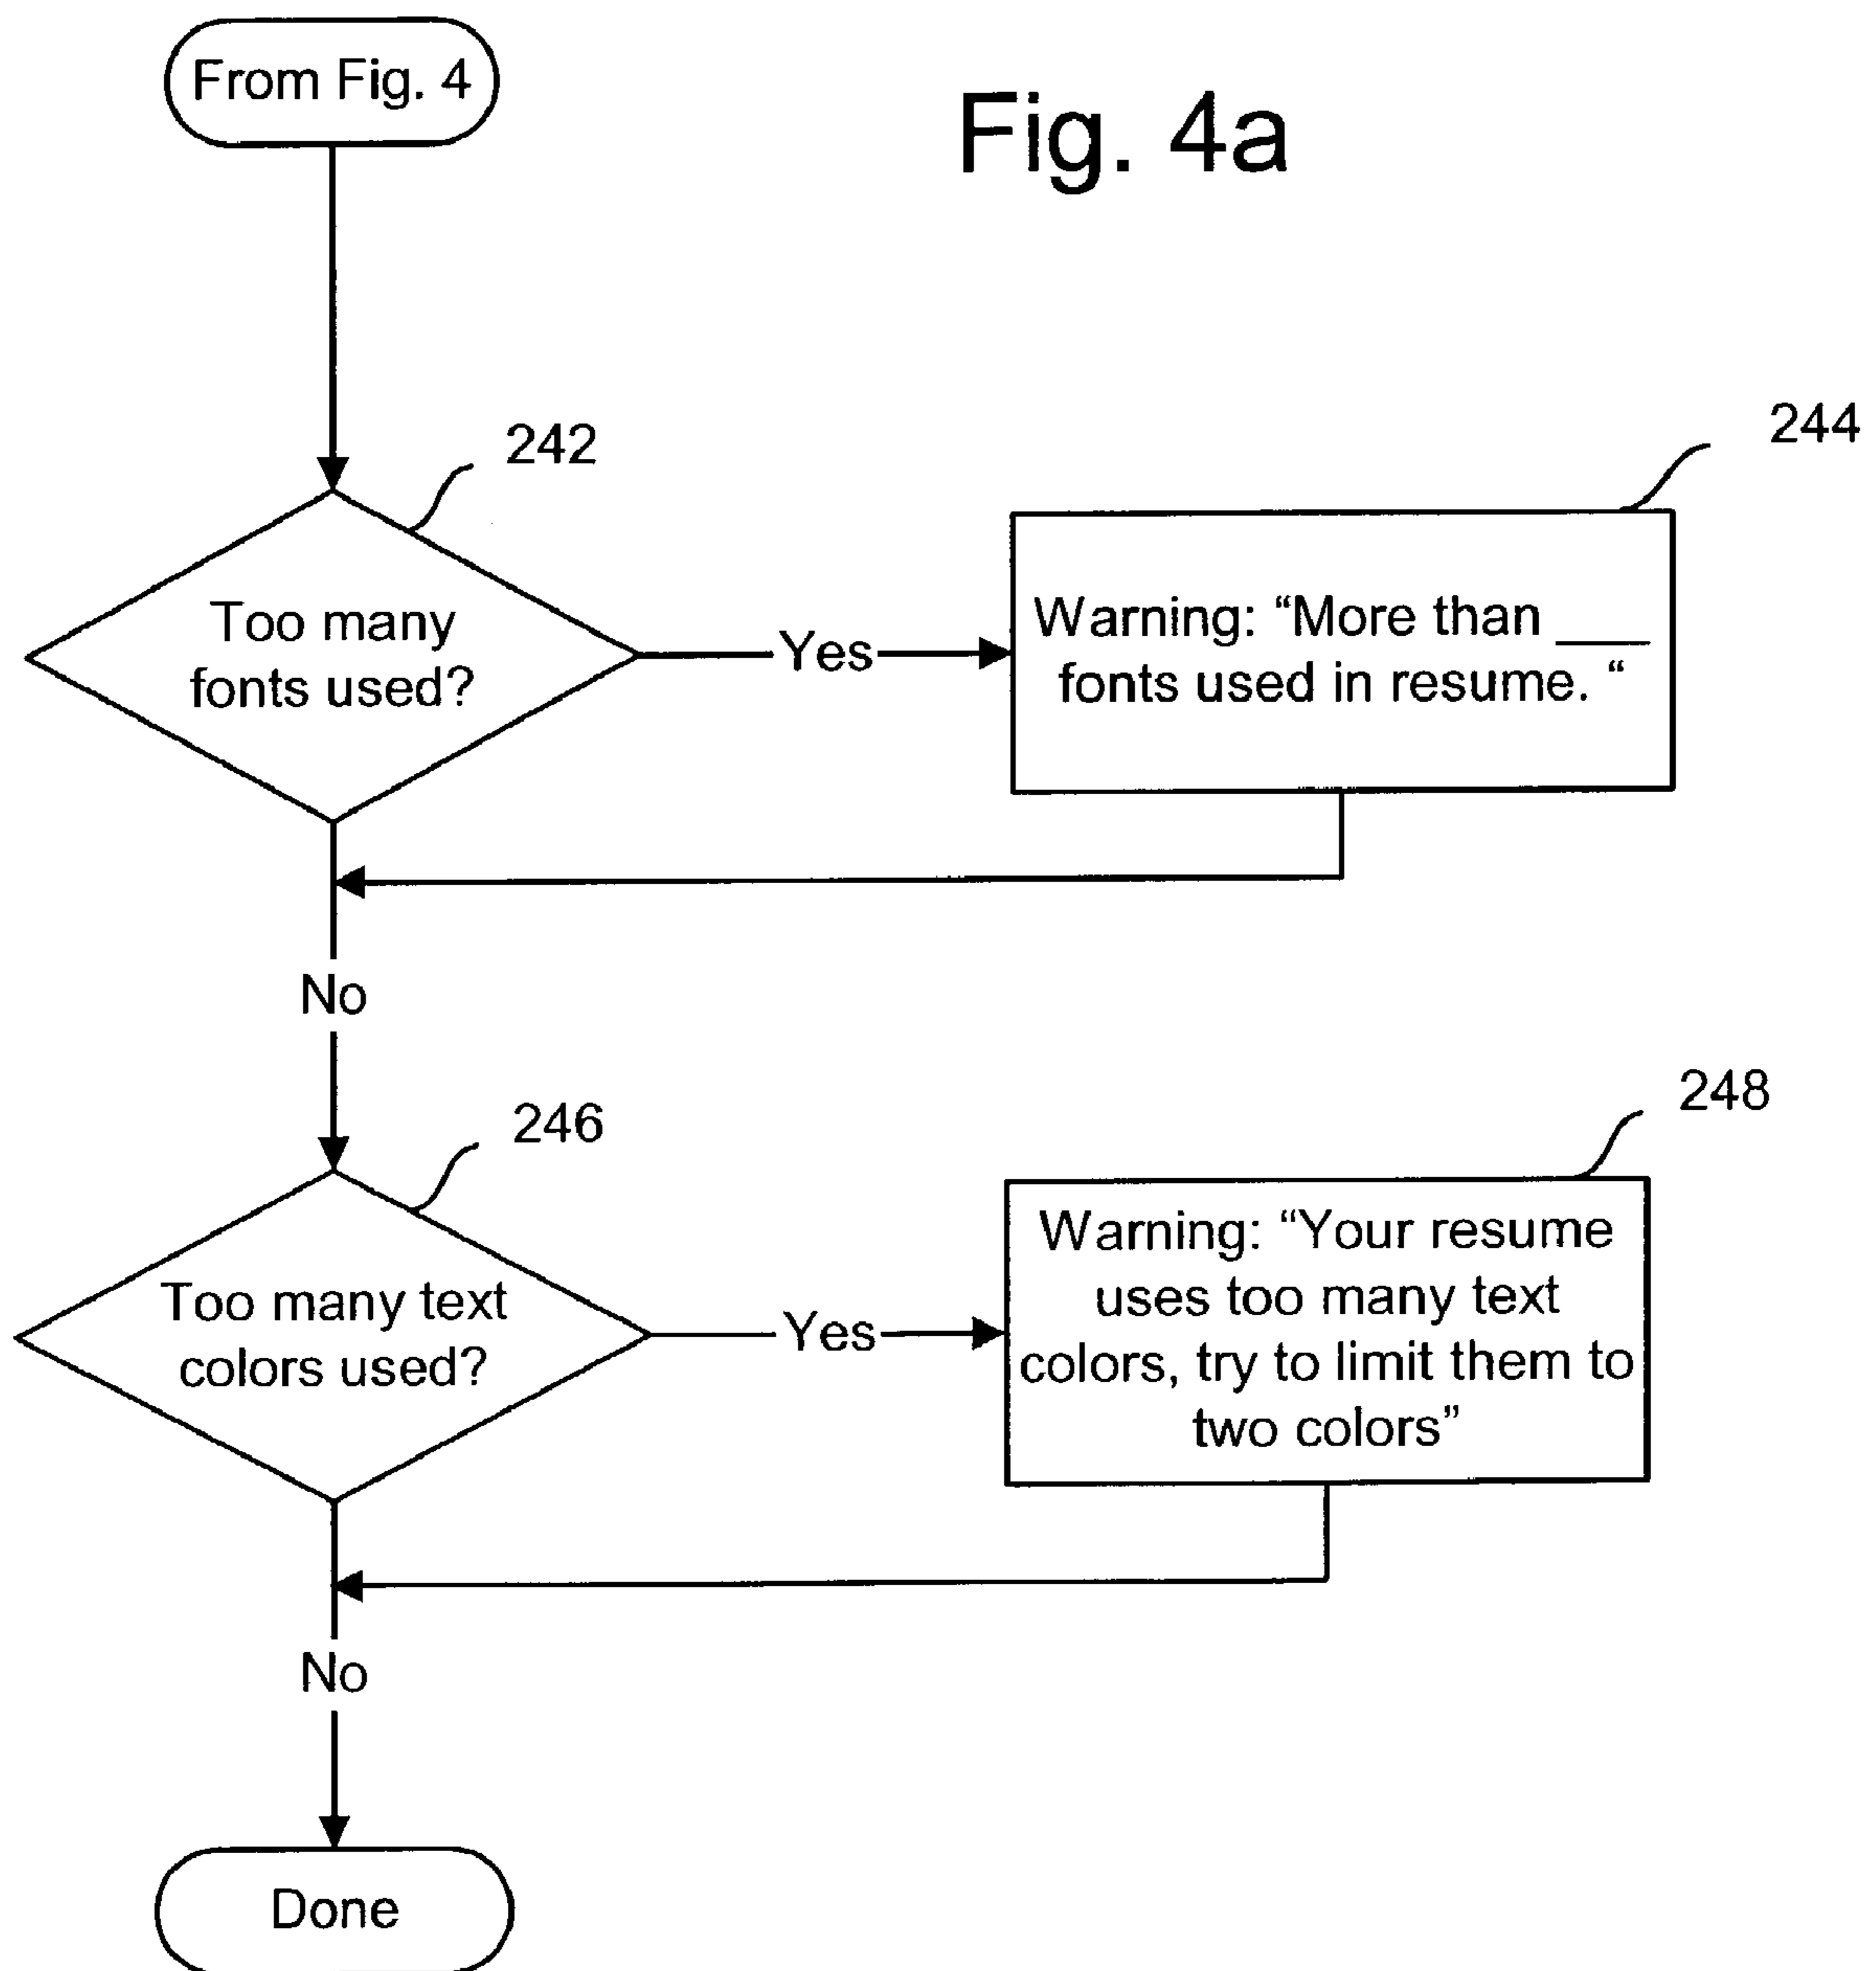 From Fig. 4
Fig. 4a
242
244
Too many
fonts used?
Yes
Warning: “More than ____
fonts used in resume. “
No
246
248
Too many text
colors used?
Yes
Warning: “Your resume
uses too many text
colors, try to limit them to
two colors”
No
Done